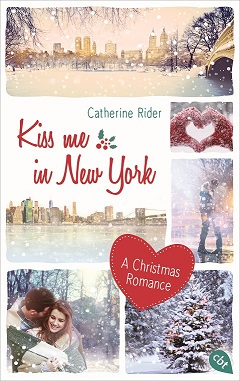 Catherine Rider
Kiss me
in New York
A Christmas
Romance
cbt